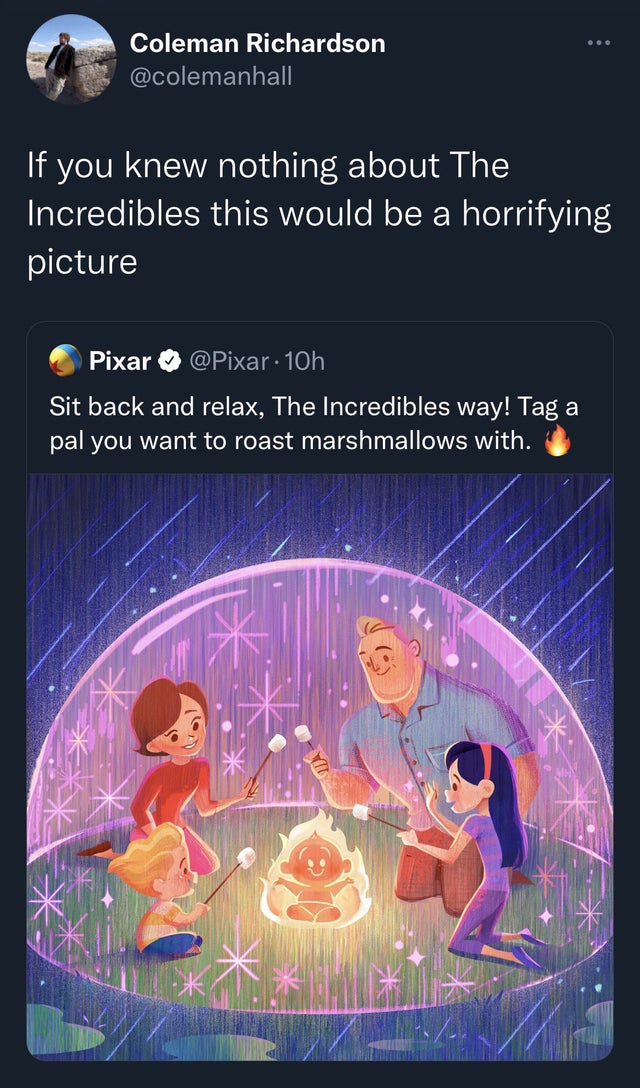 Coleman Richardson
@colemanhall
If you knew nothing about The
Incredibles this would be a horrifying
picture
Pixar @Pixar · 10h
Sit back and relax, The Incredibles way! Tag a
pal you want to roast marshmallows with. 🔥